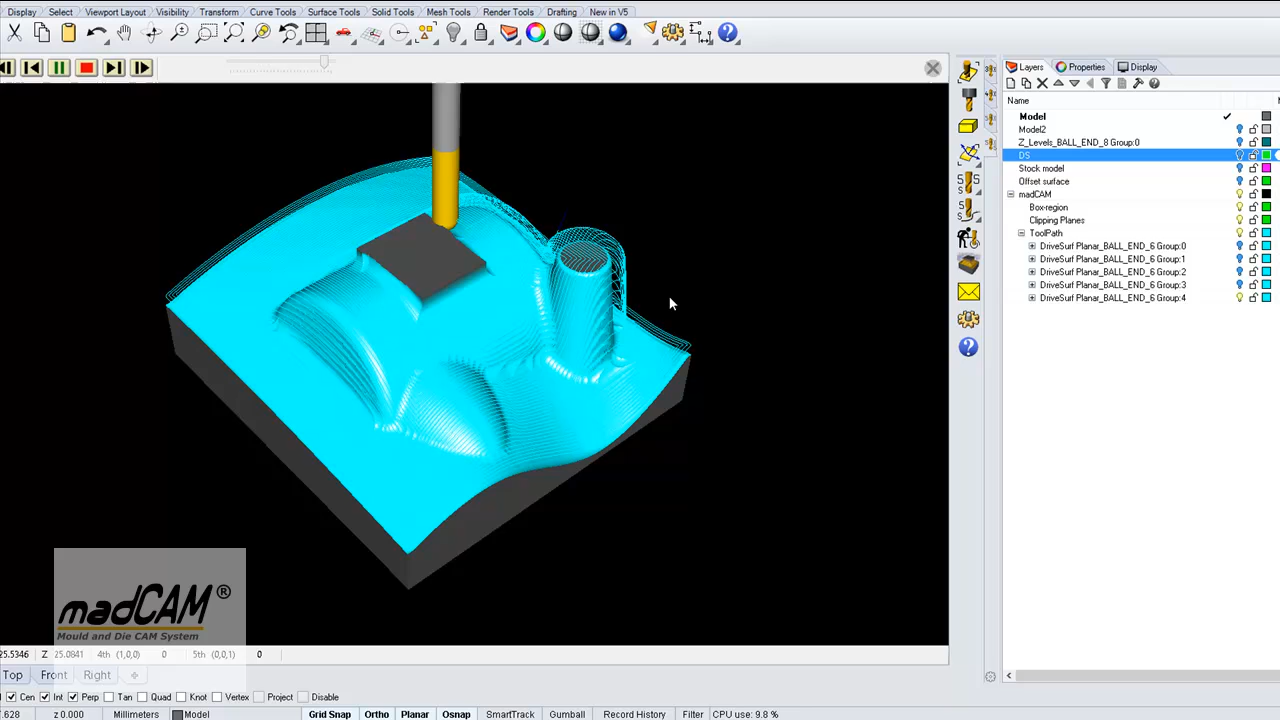 Display Select Viewport Layout Visibility Transform Curve Tools Surface Tools Solid Tools Mesh Tools Render Tools Drafting New in V5
Layers Properties Display
Name
Model
Model2
Z_Levels_BALL_END_8 Group:0
DS
Stock model
Offset surface
madCAM
Box-region
Clipping Planes
ToolPath
DriveSurf Planar_BALL_END_6 Group:0
DriveSurf Planar_BALL_END_6 Group:1
DriveSurf Planar_BALL_END_6 Group:2
DriveSurf Planar_BALL_END_6 Group:3
DriveSurf Planar_BALL_END_6 Group:4
madCAM®
Mould and Die CAM System
25.5346 Z 25.0841 4th (1,0,0) 0 5th (0,0,1) 0
Top Front Right
Cen Int Perp Tan Quad Knot Vertex Project Disable
7.628 z 0.000 Millimeters Model Grid Snap Ortho Planar Osnap SmartTrack Gumball Record History Filter CPU use: 9.8 %